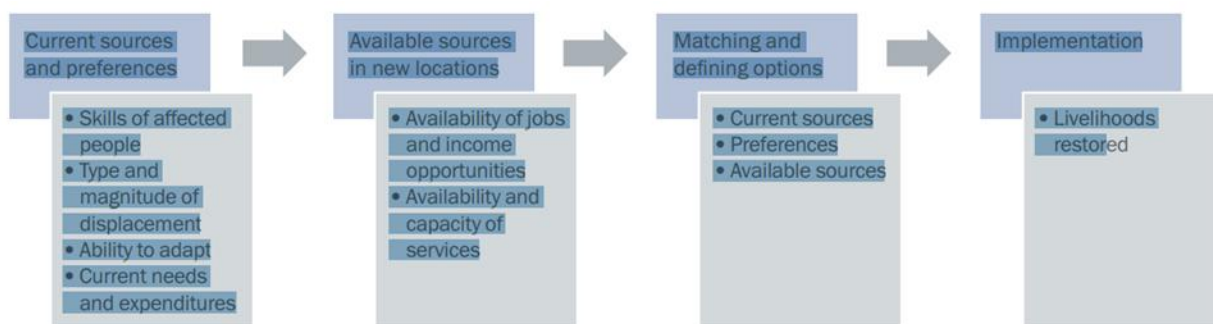 Current sources
and preferences
• Skills of affected
people
• Type and
magnitude of
displacement
• Ability to adapt
• Current needs
and expenditures
Available sources
in new locations
• Availability of jobs
and income
opportunities
• Availability and
capacity of
services
Matching and
defining options
• Current sources
• Preferences
• Available sources
Implementation
• Livelihoods
restored